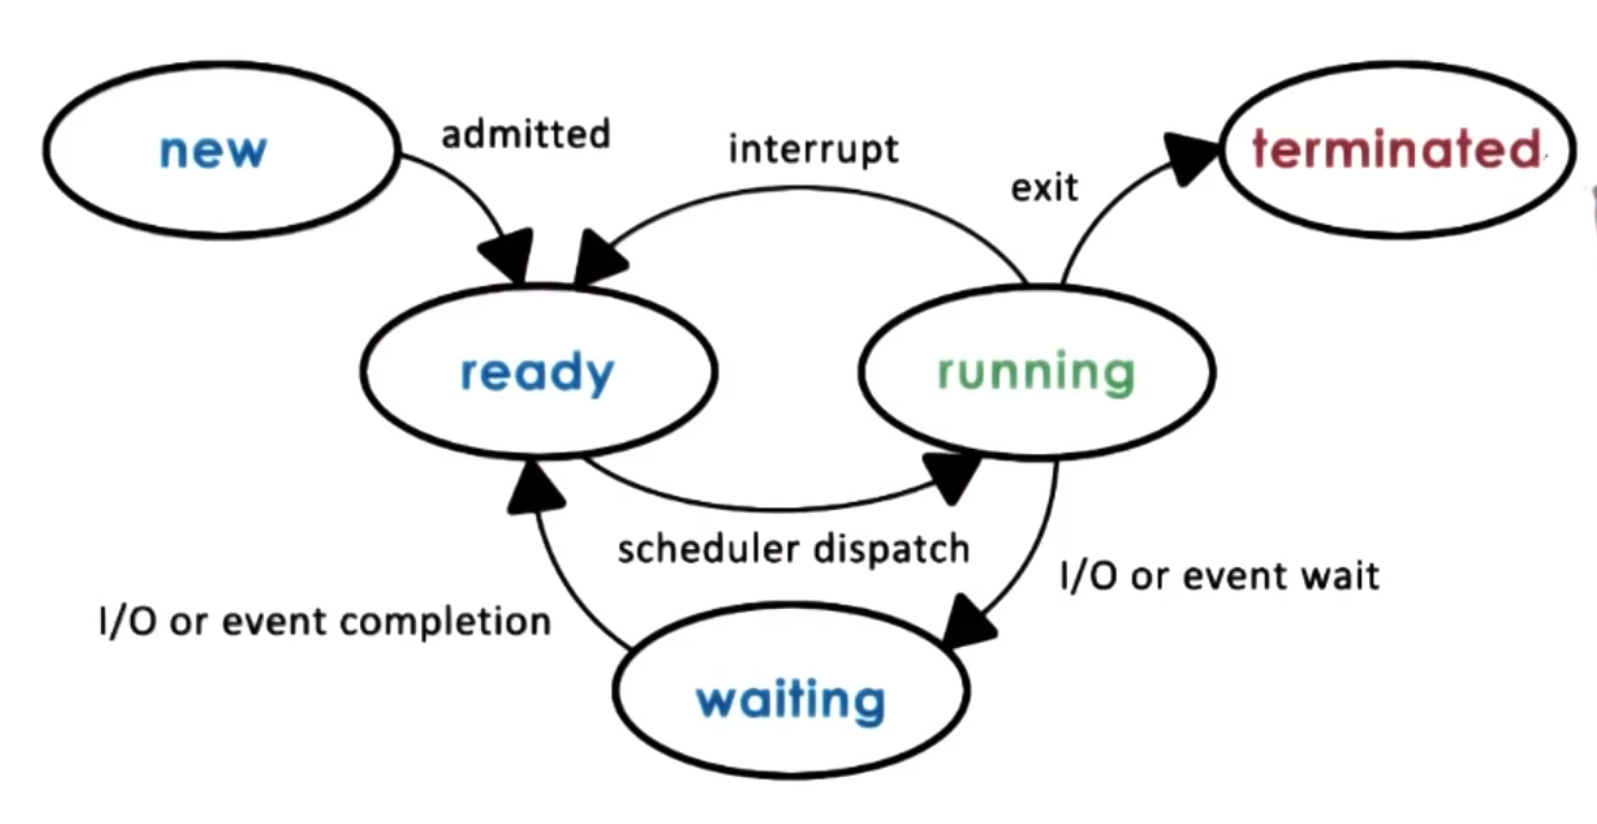 new
admitted
interrupt
exit
terminated
ready
running
scheduler dispatch
I/O or event wait
I/O or event completion
waiting